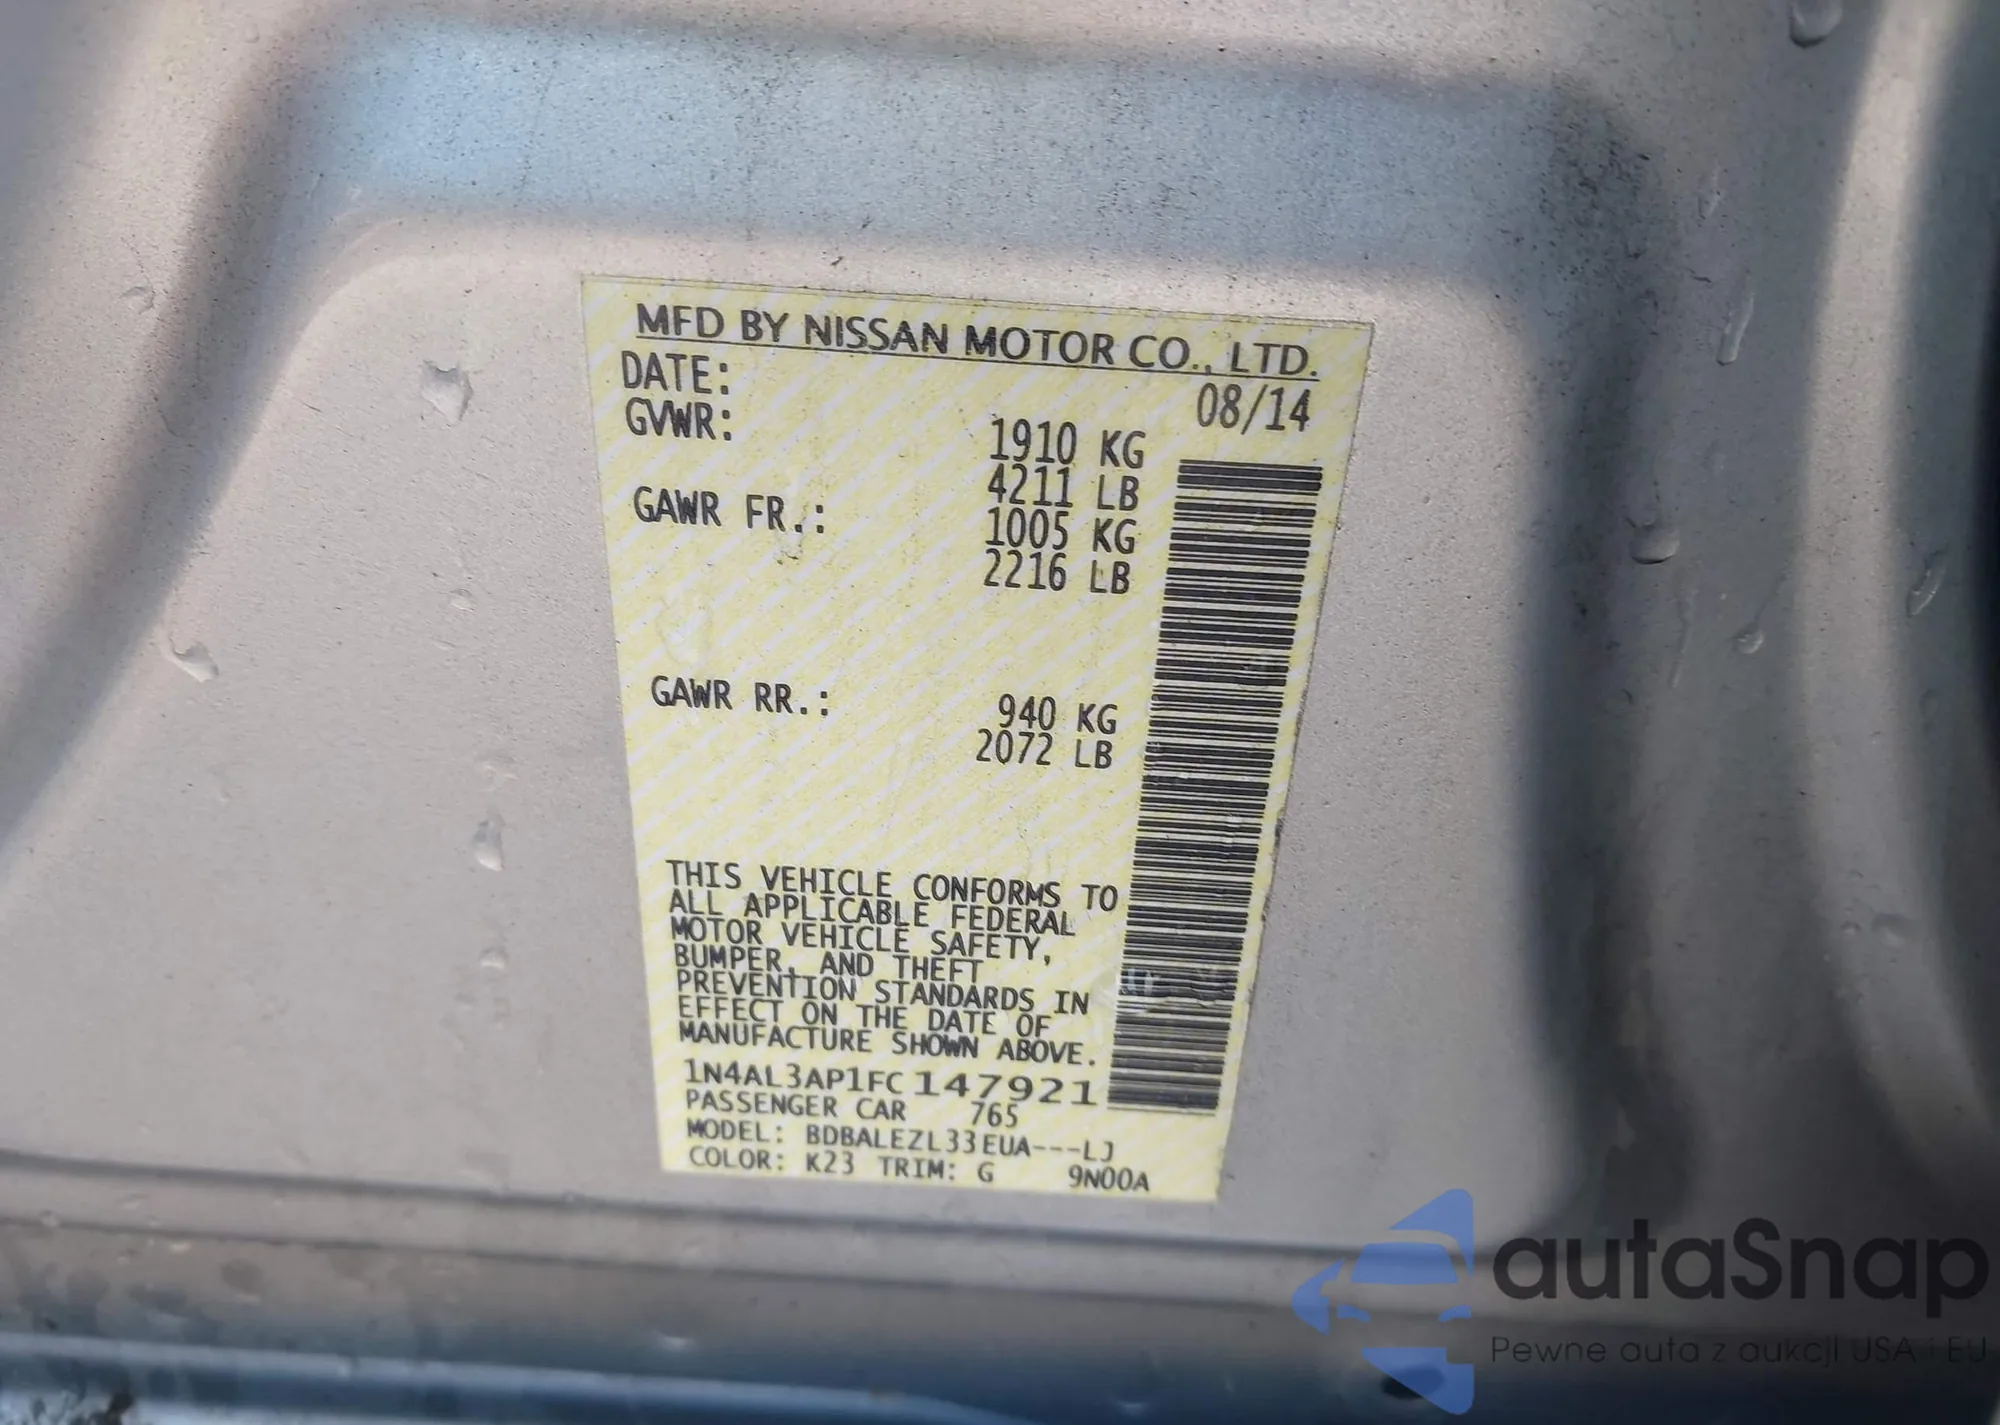 MFD BY NISSAN MOTOR CO., LTD.
DATE: 08/14
GVWR: 1910 KG
4211 LB
GAWR FR.: 1005 KG
2216 LB
GAWR RR.: 940 KG
2072 LB
THIS VEHICLE CONFORMS TO
ALL APPLICABLE FEDERAL
MOTOR VEHICLE SAFETY,
BUMPER, AND THEFT
PREVENTION STANDARDS IN
EFFECT ON THE DATE OF
MANUFACTURE SHOWN ABOVE.
1N4AL3AP1FC147921
PASSENGER CAR 765
MODEL: BDBALEZL33EUA---LJ
COLOR: K23 TRIM: G 9N00A
autaSnap
Pewne auta z aukcji USA i EU